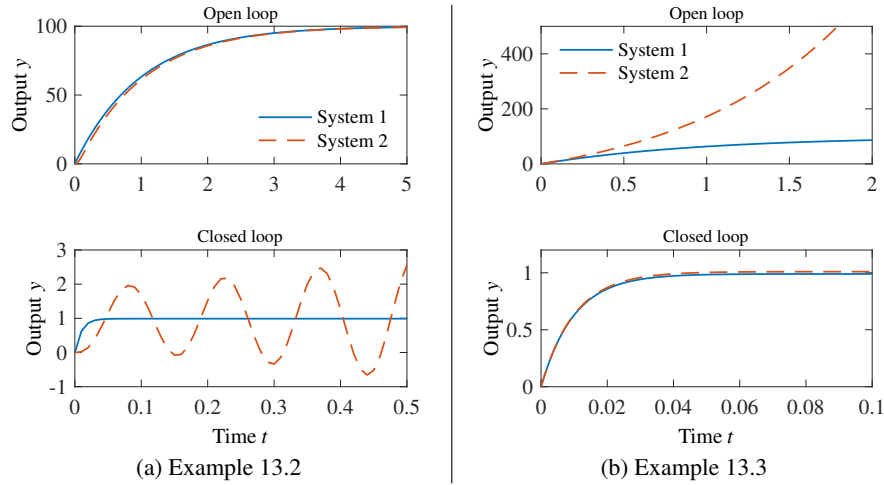 Open loop
100
50
0
Output y
System 1
System 2
0
1
2
3
4
5
Closed loop
3
2
1
0
-1
Output y
0
0.1
0.2
0.3
0.4
0.5
Time t
(a) Example 13.2
Open loop
400
200
0
Output y
System 1
System 2
0
0.5
1
1.5
2
Closed loop
1
0.5
0
Output y
0
0.02
0.04
0.06
0.08
0.1
Time t
(b) Example 13.3